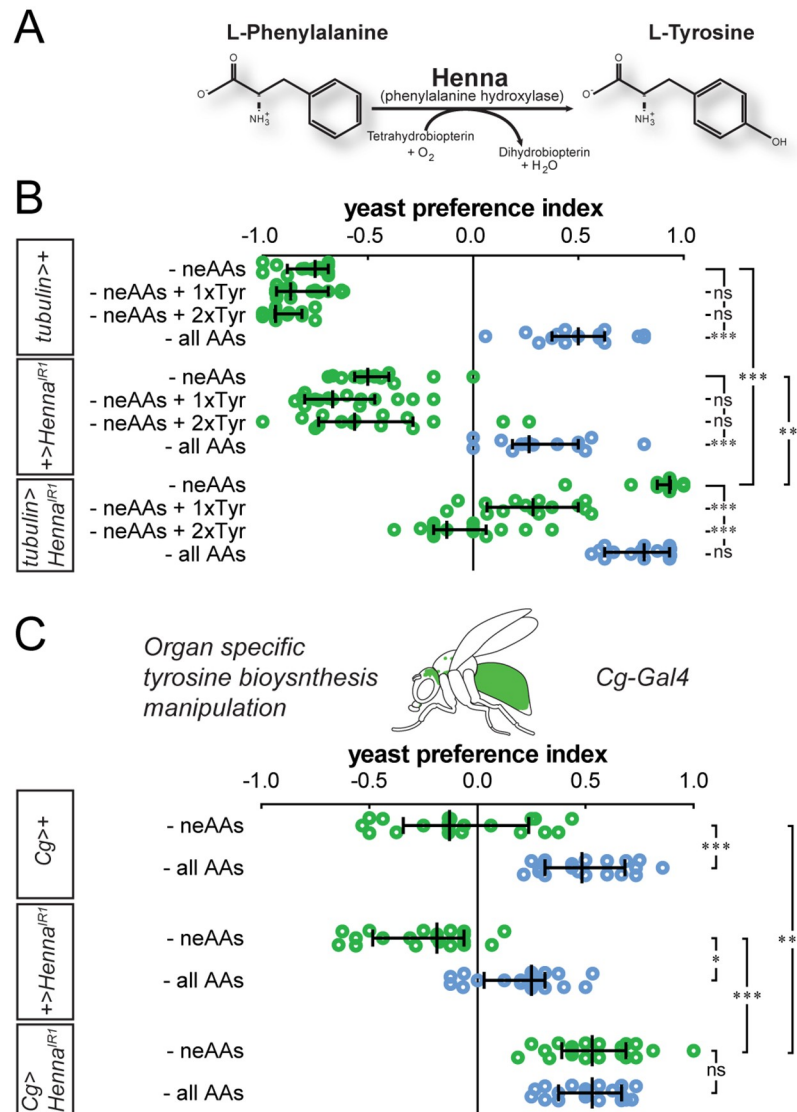 A
L-Phenylalanine
L-Tyrosine
Henna
(phenylalanine hydroxylase)
Tetrahydrobiopterin
+ O2
Dihydrobiopterin
+ H2O
O
O-
NH3+
O
O-
NH3+
OH
B
yeast preference index
-1.0 -0.5 0.0 0.5 1.0
tubulin>+
- neAAs
- neAAs + 1xTyr
- neAAs + 2xTyr
- all AAs
ns
ns
***
+>HennaIR1
- neAAs
- neAAs + 1xTyr
- neAAs + 2xTyr
- all AAs
ns
ns
***
***
**
tubulin>
HennaIR1
- neAAs
- neAAs + 1xTyr
- neAAs + 2xTyr
- all AAs
***
***
ns
C
Organ specific
tyrosine bioysnthesis
manipulation
Cg-Gal4
yeast preference index
-1.0 -0.5 0.0 0.5 1.0
Cg>+
- neAAs
- all AAs
***
+>HennaIR1
- neAAs
- all AAs
*
***
**
Cg>
HennaIR1
- neAAs
- all AAs
ns